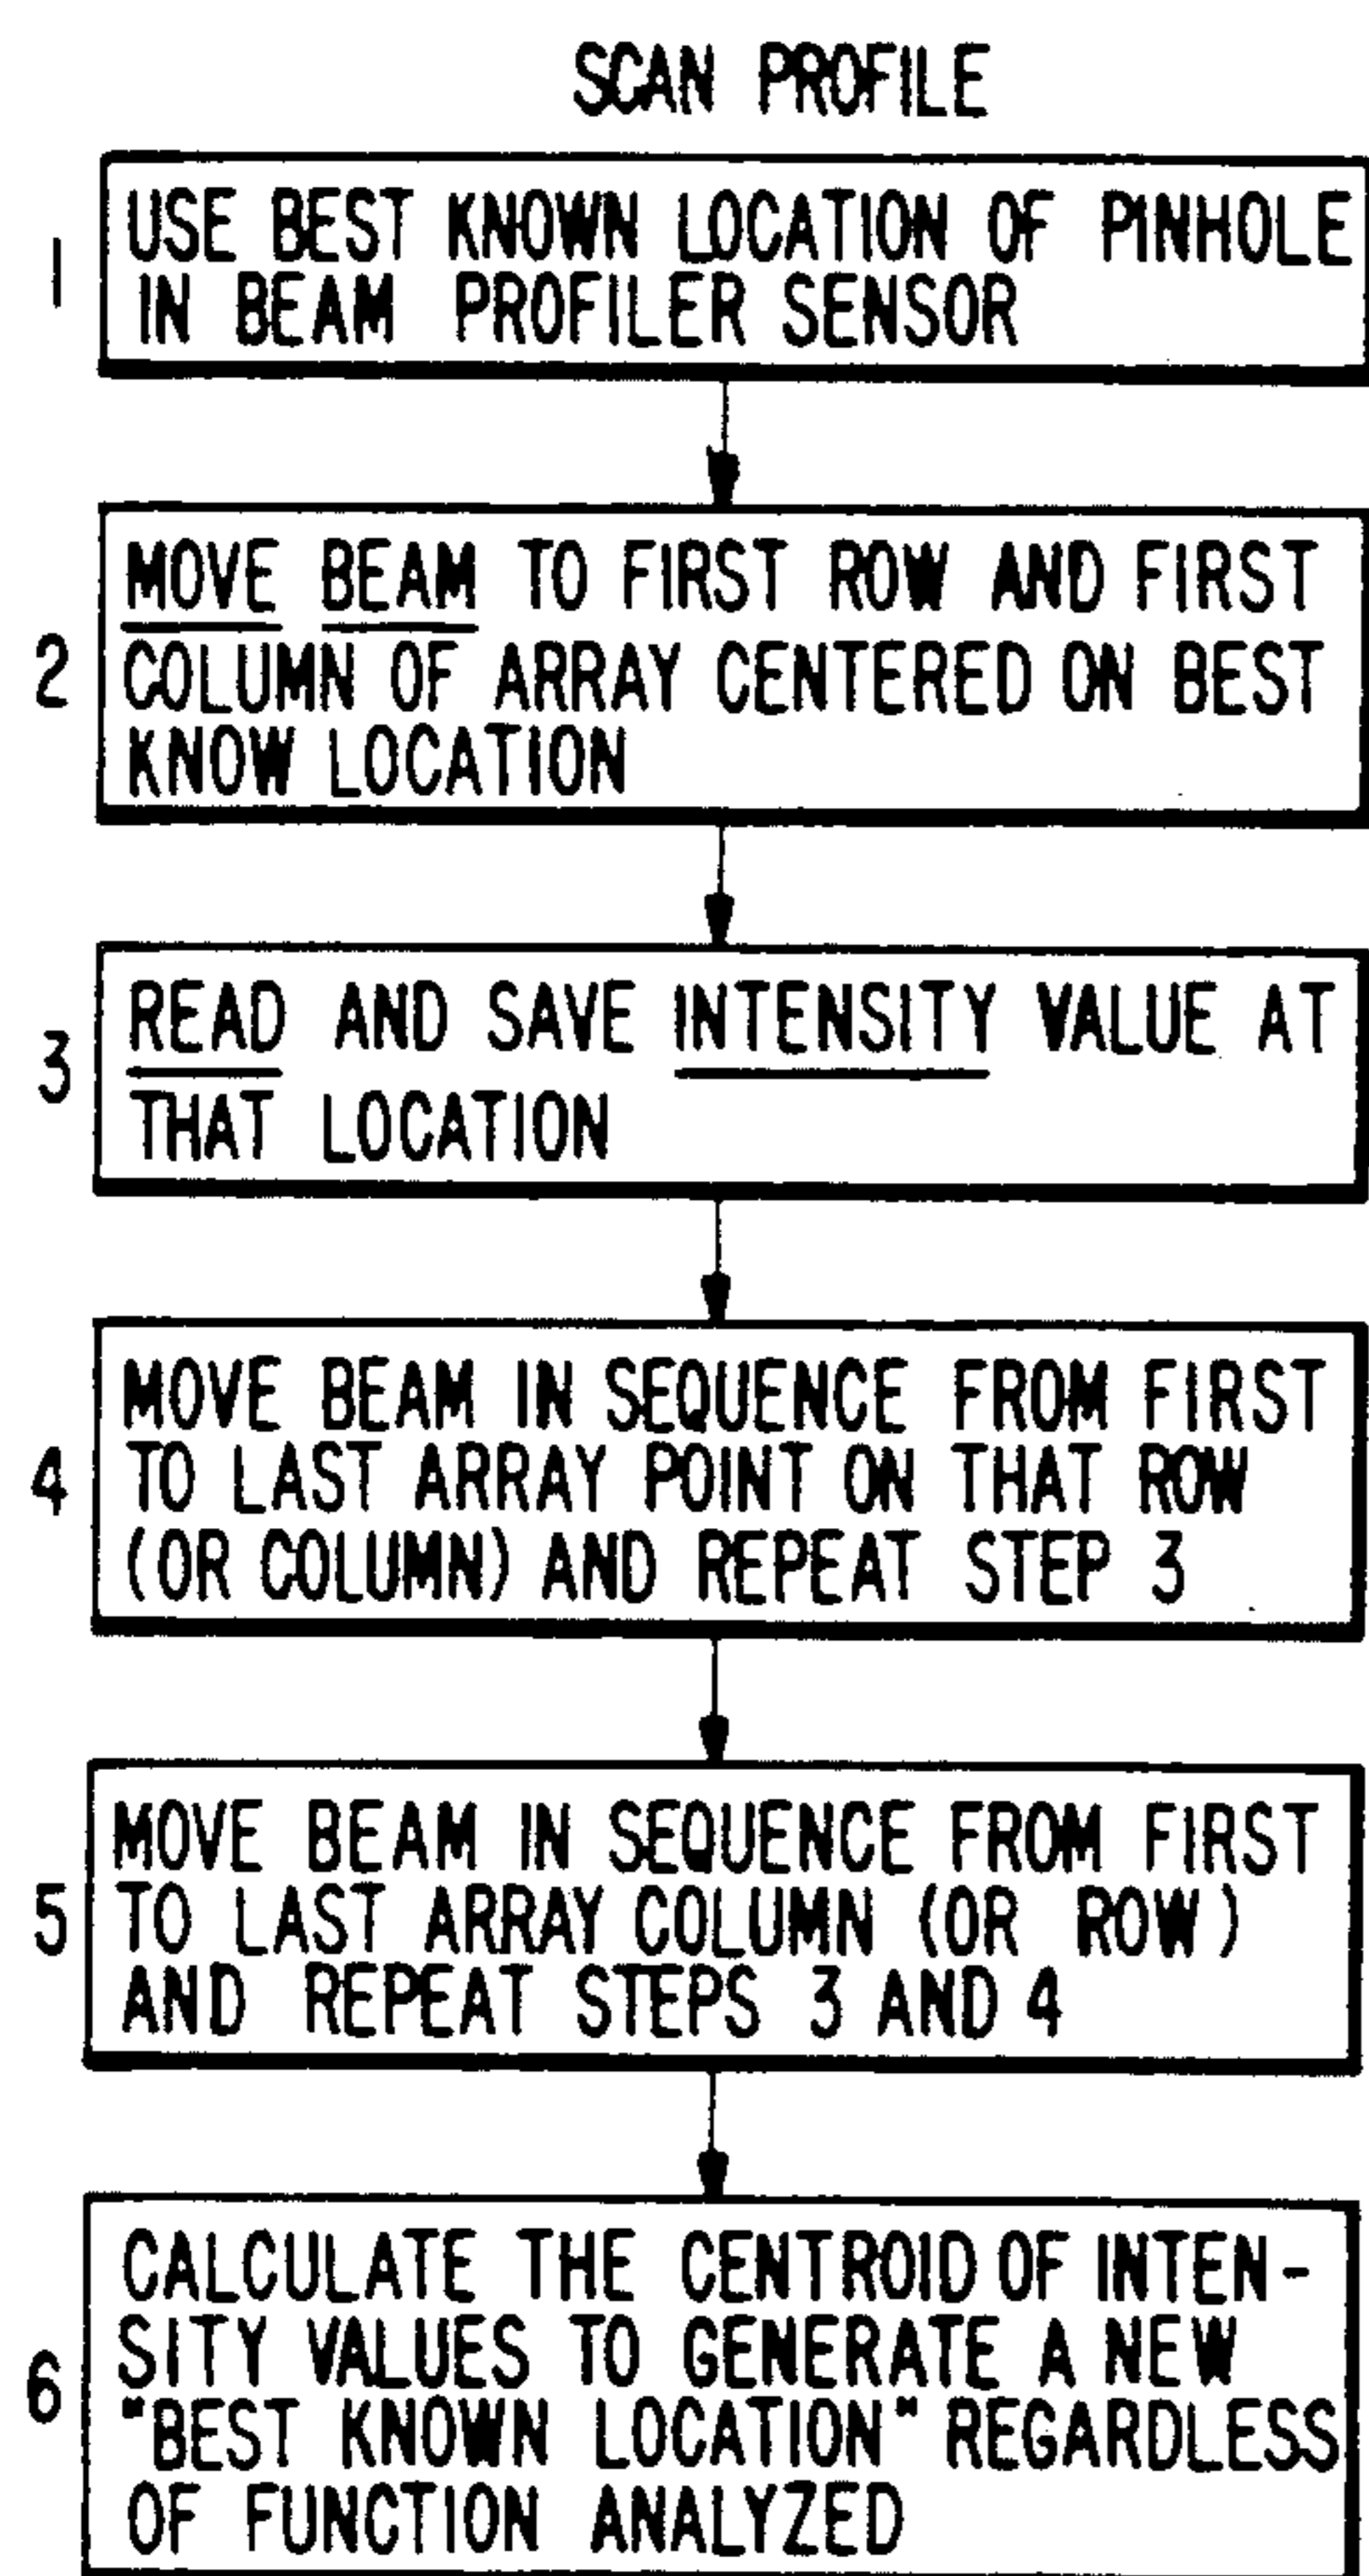 SCAN PROFILE
1
USE BEST KNOWN LOCATION OF PINHOLE
IN BEAM PROFILER SENSOR
2
MOVE BEAM TO FIRST ROW AND FIRST
COLUMN OF ARRAY CENTERED ON BEST
KNOW LOCATION
3
READ AND SAVE INTENSITY VALUE AT
THAT LOCATION
4
MOVE BEAM IN SEQUENCE FROM FIRST
TO LAST ARRAY POINT ON THAT ROW
(OR COLUMN) AND REPEAT STEP 3
5
MOVE BEAM IN SEQUENCE FROM FIRST
TO LAST ARRAY COLUMN (OR ROW)
AND REPEAT STEPS 3 AND 4
6
CALCULATE THE CENTROID OF INTEN-
SITY VALUES TO GENERATE A NEW
"BEST KNOWN LOCATION" REGARDLESS
OF FUNCTION ANALYZED